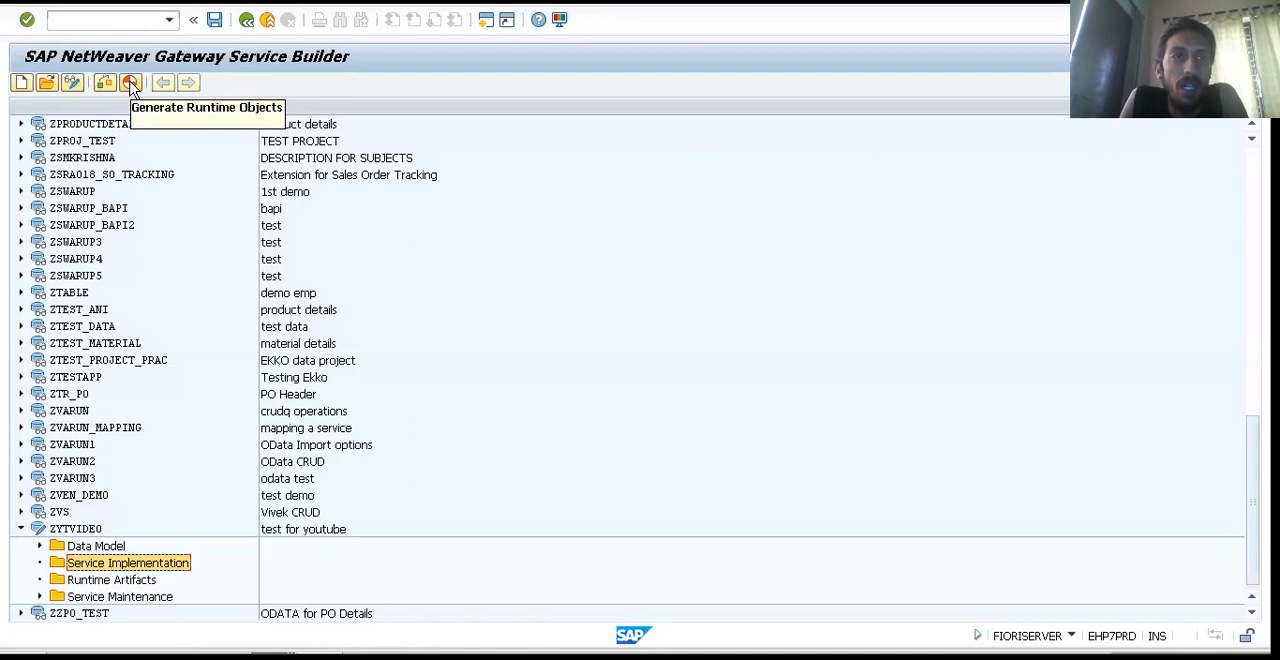 SAP NetWeaver Gateway Service Builder
Generate Runtime Objects
ZPRODUCTDETA uct details
ZPROJ_TEST TEST PROJECT
ZSMKRISHNA DESCRIPTION FOR SUBJECTS
ZSRA018_SO_TRACKING Extension for Sales Order Tracking
ZSWARUP 1st demo
ZSWARUP_BAPI bapi
ZSWARUP_BAPI2 test
ZSWARUP3 test
ZSWARUP4 test
ZSWARUP5 test
ZTABLE demo emp
ZTEST_ANI product details
ZTEST_DATA test data
ZTEST_MATERIAL material details
ZTEST_PROJECT_PRAC EKKO data project
ZTESTAPP Testing Ekko
ZTR_PO PO Header
ZVARUN crudq operations
ZVARUN_MAPPING mapping a service
ZVARUN1 OData Import options
ZVARUN2 OData CRUD
ZVARUN3 odata test
ZVEN_DEMO test demo
ZVS Vivek CRUD
ZYTVIDEO test for youtube
Data Model
Service Implementation
Runtime Artifacts
Service Maintenance
ZZPO_TEST ODATA for PO Details
SAP FIORISERVER EHP7PRD INS